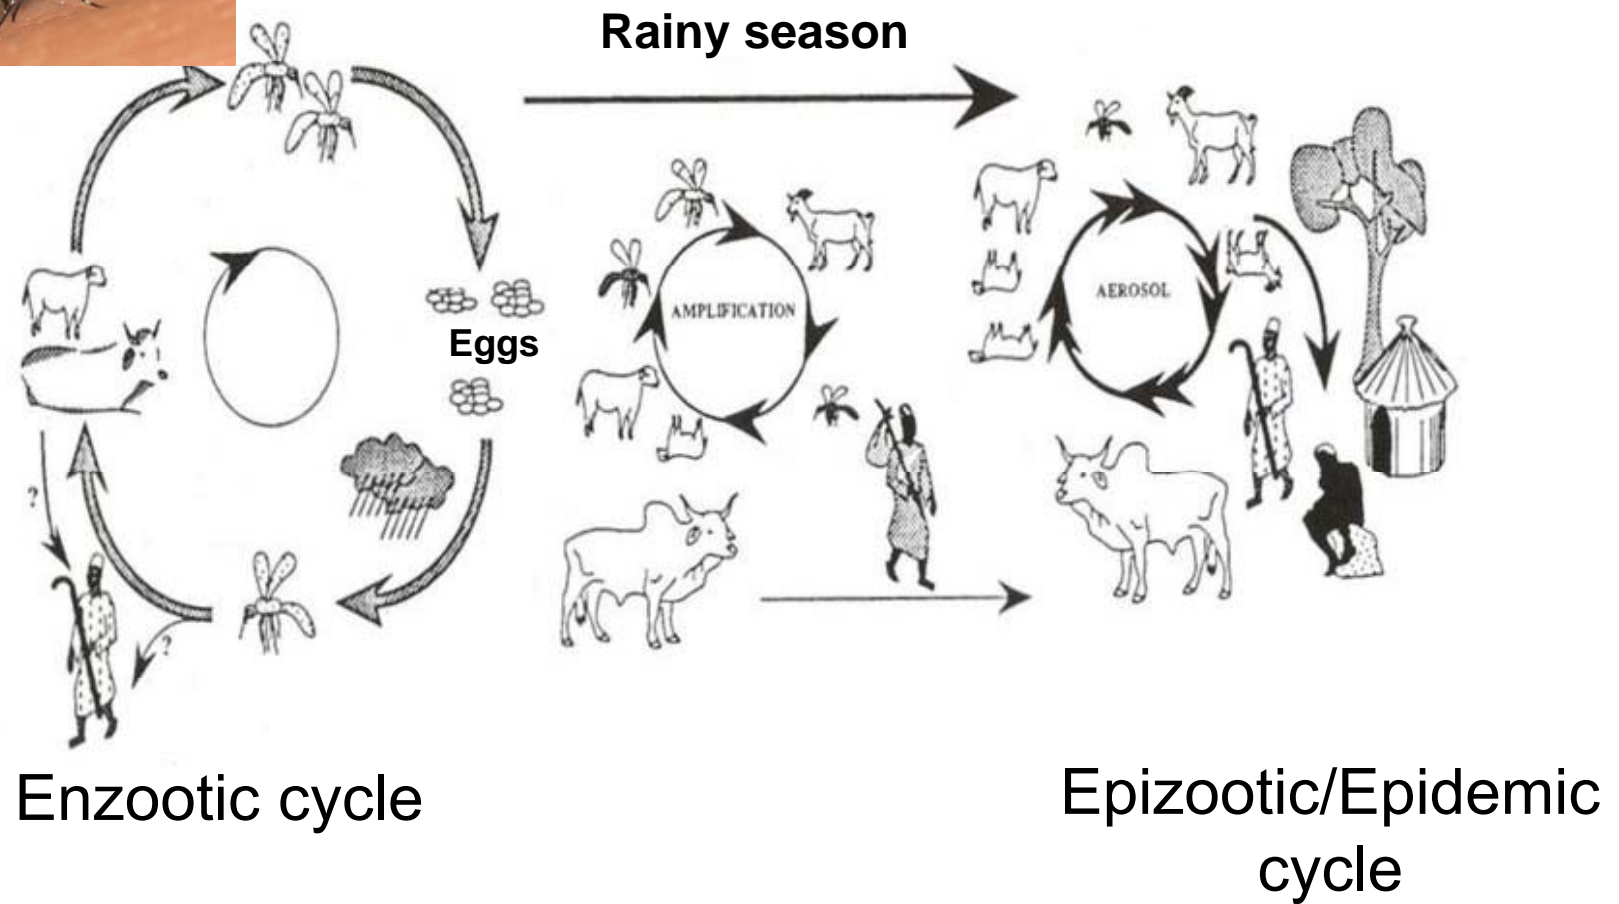 Rainy season
AMPLIFICATION
AEROSOL
Eggs
?
?
Enzootic cycle
Epizootic/Epidemic
cycle